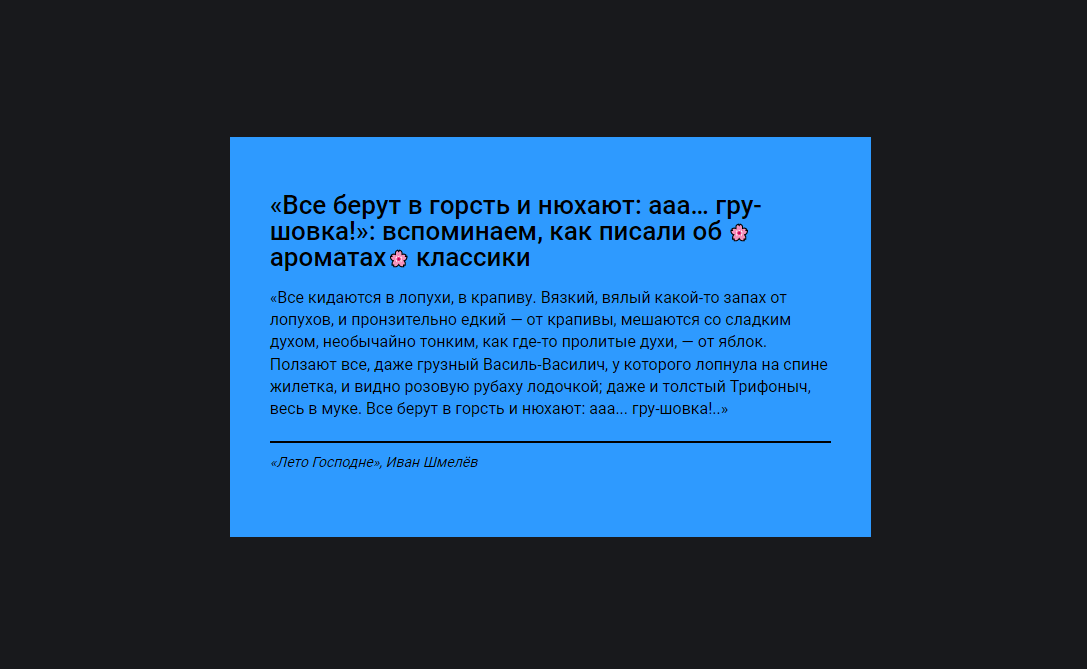 «Все берут в горсть и нюхают: ааа… гру-
шовка!»: вспоминаем, как писали об 🌸
ароматах🌸 классики
«Все кидаются в лопухи, в крапиву. Вязкий, вялый какой-то запах от
лопухов, и пронзительно едкий — от крапивы, мешаются со сладким
духом, необычайно тонким, как где-то пролитые духи, — от яблок.
Ползают все, даже грузный Василь-Василич, у которого лопнула на спине
жилетка, и видно розовую рубаху лодочкой; даже и толстый Трифоныч,
весь в муке. Все берут в горсть и нюхают: ааа... гру-шовка!..»
«Лето Господне», Иван Шмелёв